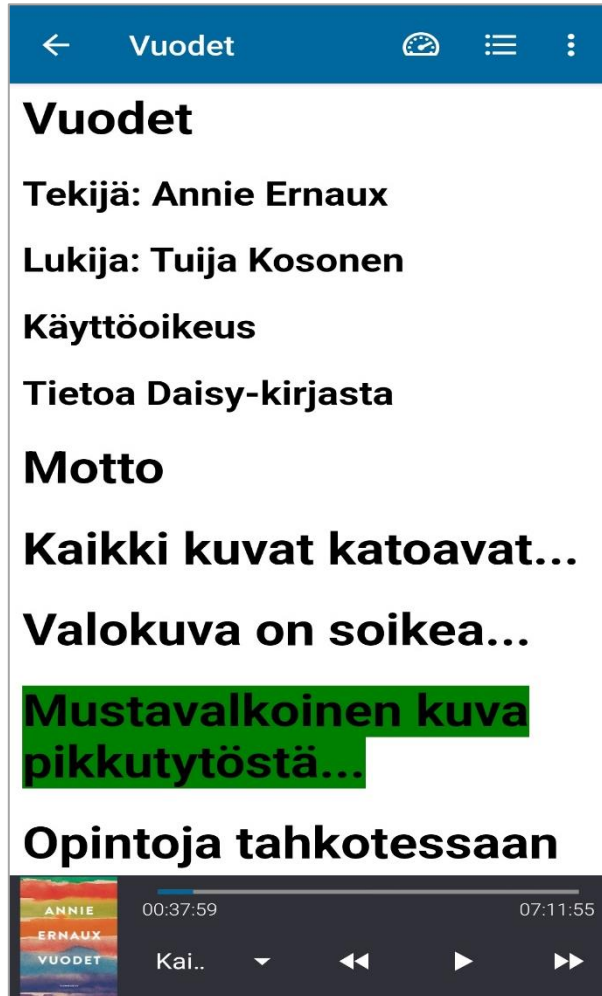 Vuodet
Vuodet
Tekijä: Annie Ernaux
Lukija: Tuija Kosonen
Käyttöoikeus
Tietoa Daisy-kirjasta
Motto
Kaikki kuvat katoavat...
Valokuva on soikea...
Mustavalkoinen kuva
pikkutytöstä...
Opintoja tahkotessaan
ANNIE
ERNAUX
VUODET
00:37:59
07:11:55
Kai..